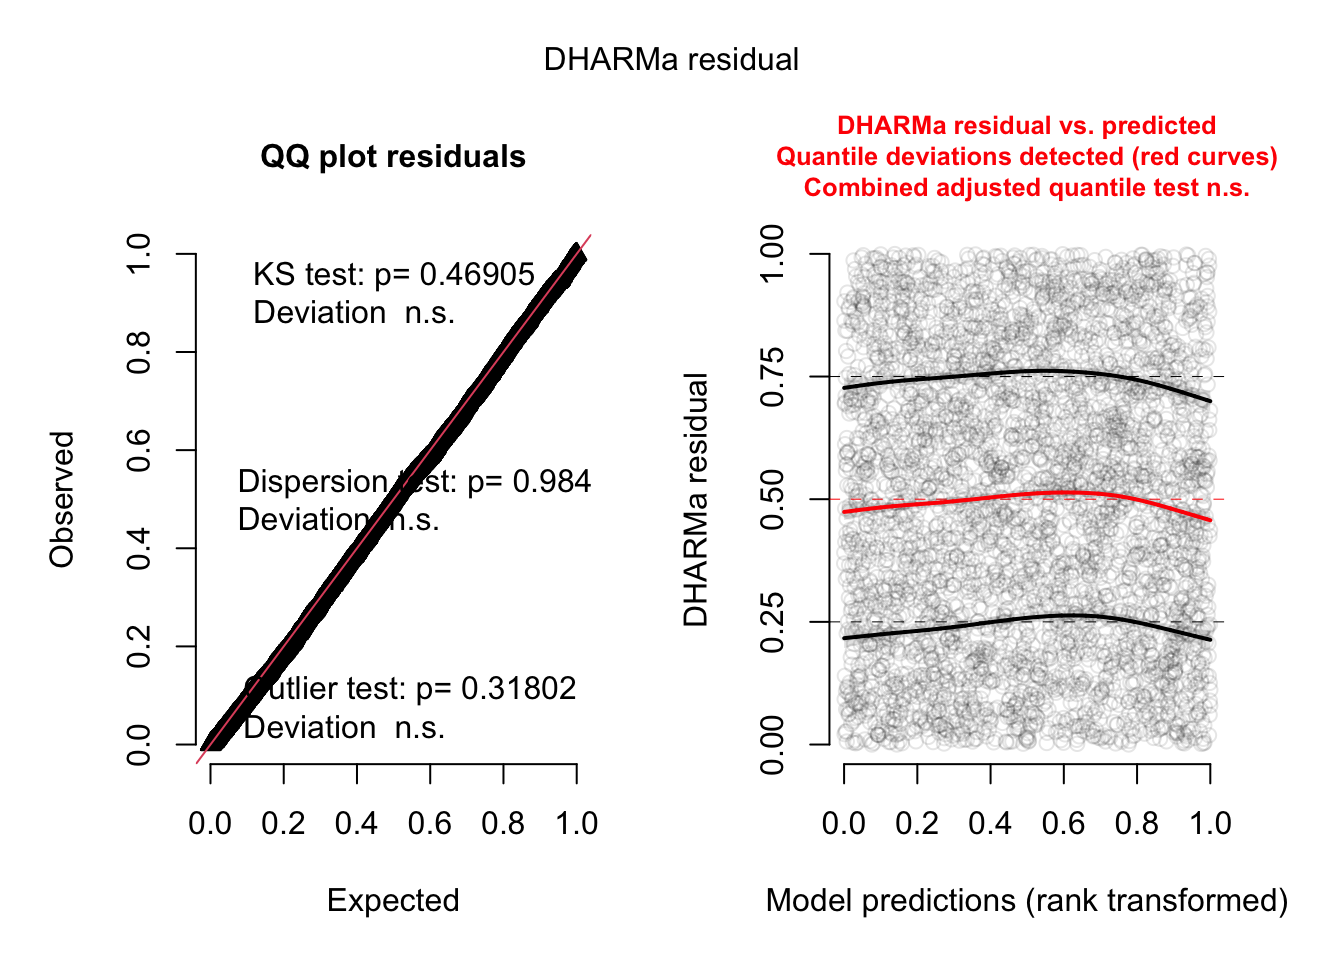 DHARMa residual
QQ plot residuals
KS test: p= 0.46905
Deviation  n.s.
Dispersion test: p= 0.984
Deviation  n.s.
Outlier test: p= 0.31802
Deviation  n.s.
Observed
0.0
0.2
0.4
0.6
0.8
1.0
0.0 0.2 0.4 0.6 0.8 1.0
Expected
DHARMa residual vs. predicted
Quantile deviations detected (red curves)
Combined adjusted quantile test n.s.
DHARMa residual
0.00
0.25
0.50
0.75
1.00
0.0 0.2 0.4 0.6 0.8 1.0
Model predictions (rank transformed)